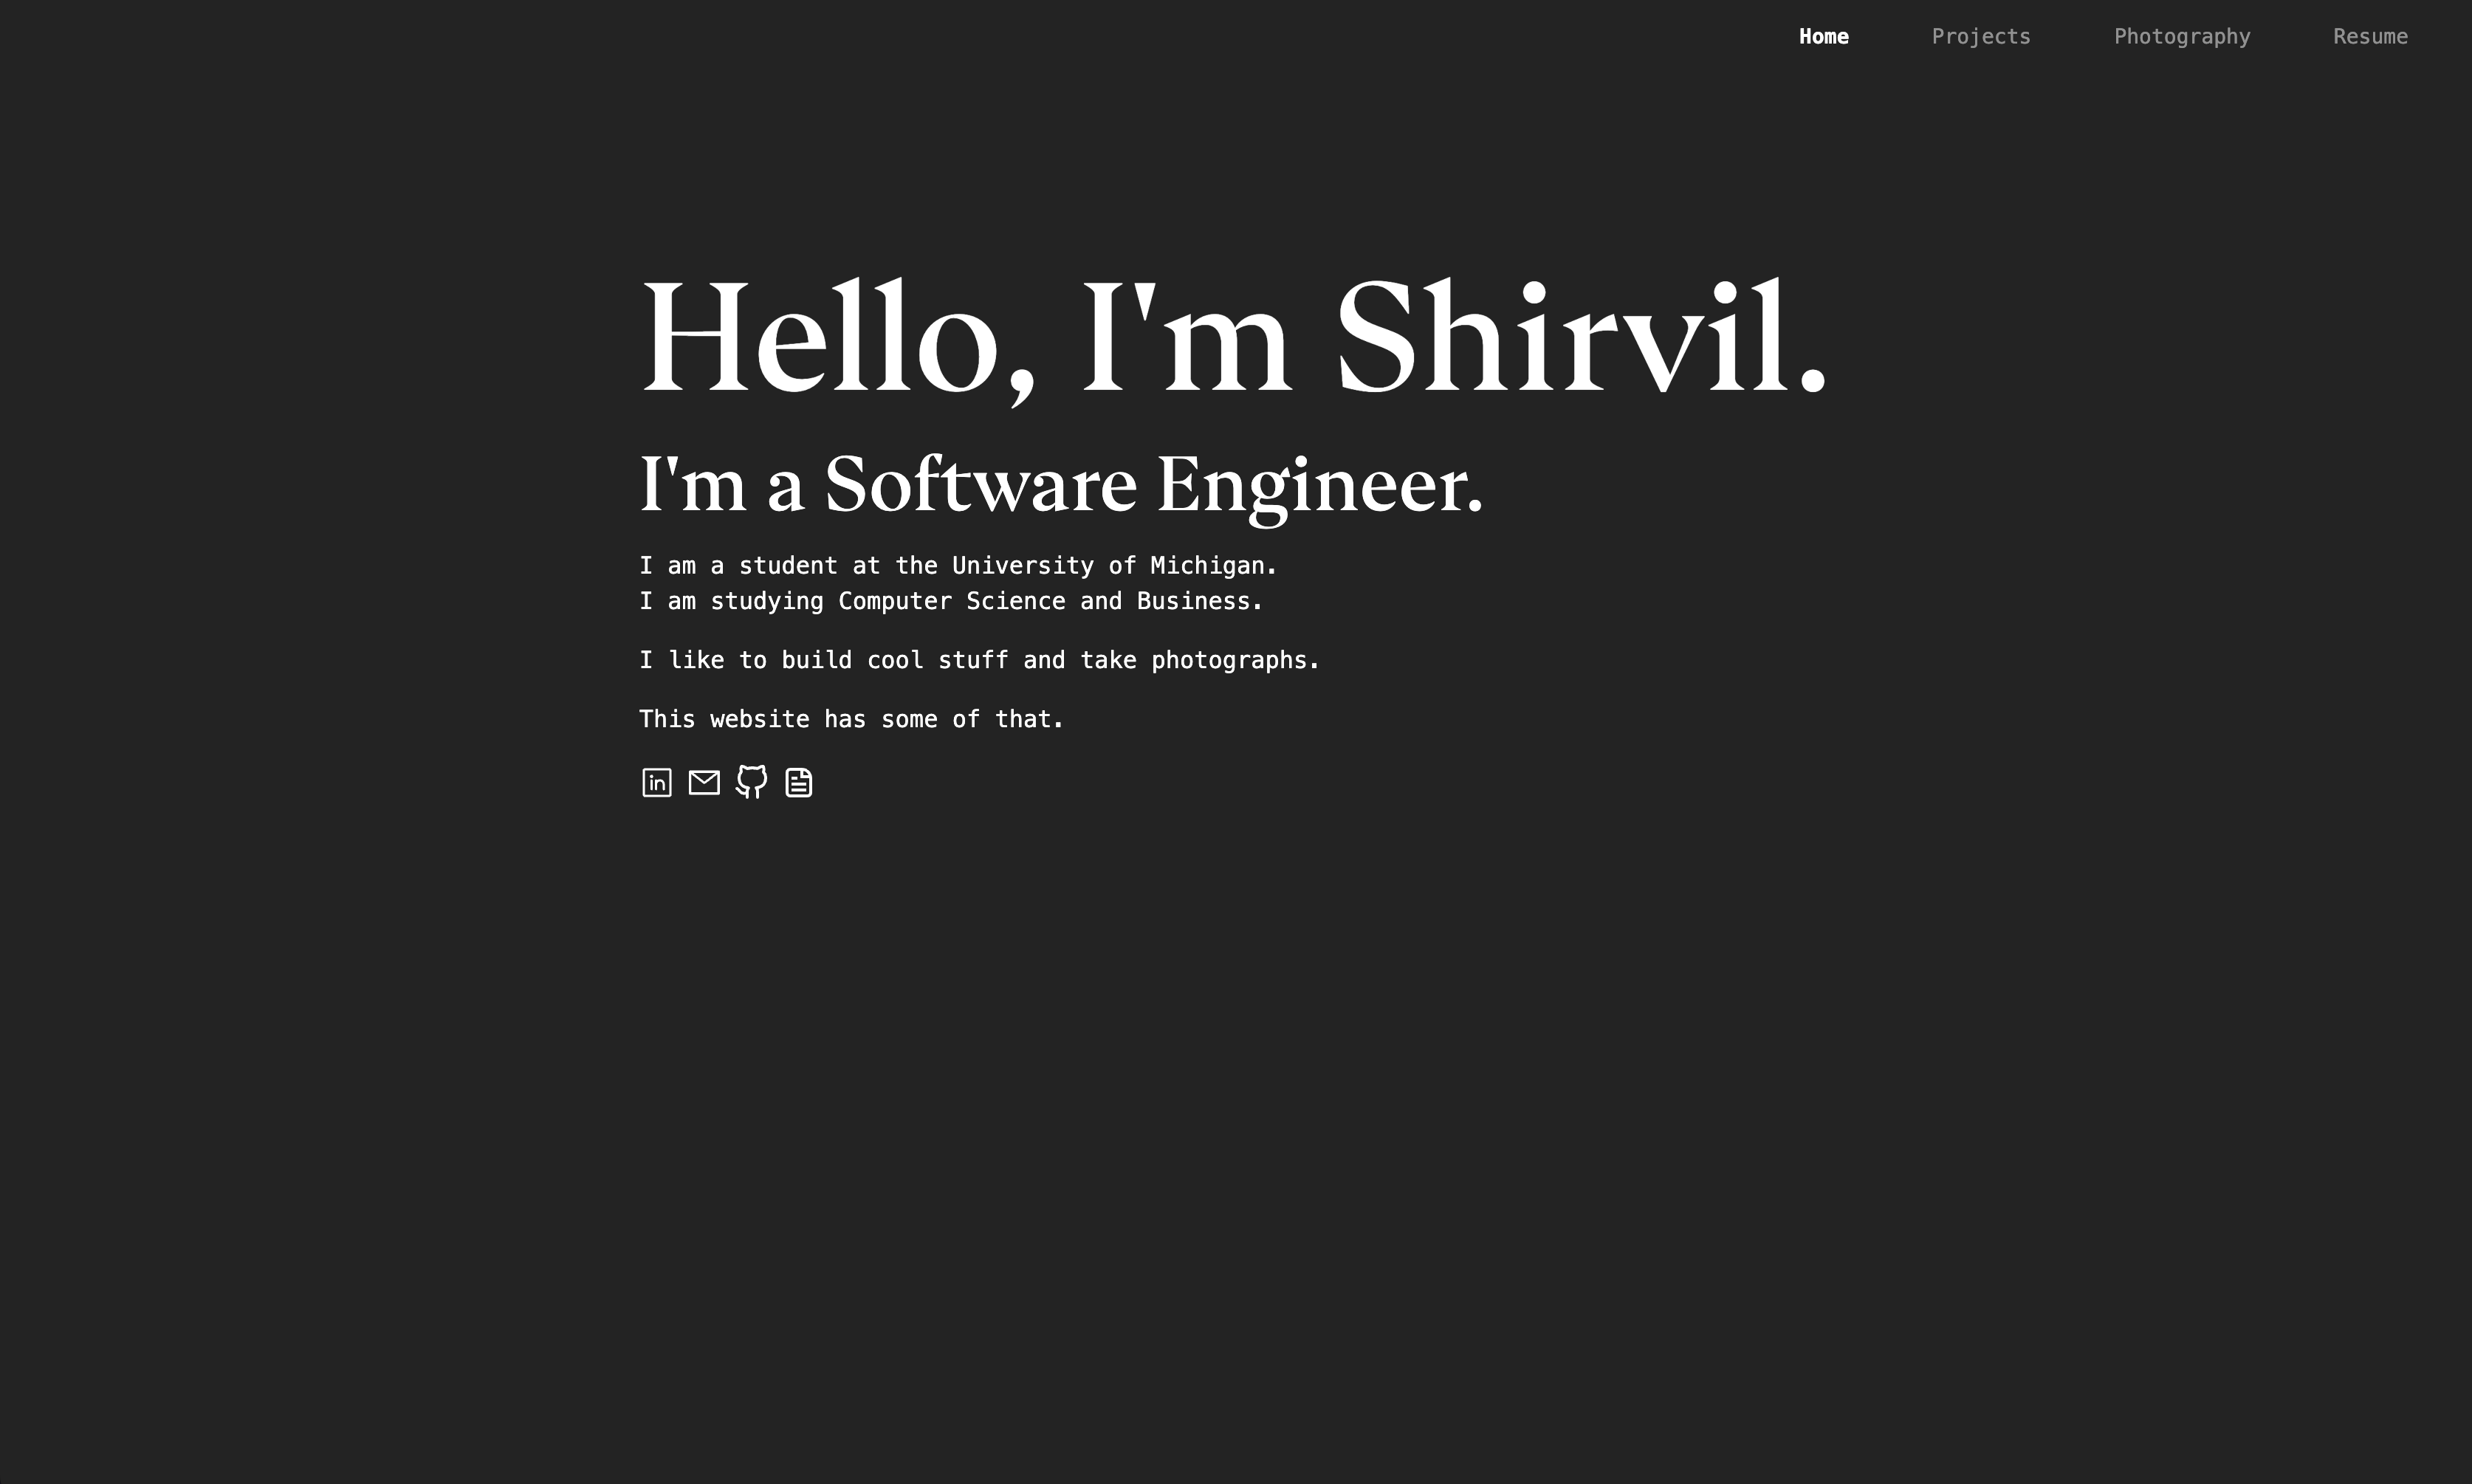 Home Projects Photography Resume
Hello, I'm Shirvil.
I'm a Software Engineer.
I am a student at the University of Michigan.
I am studying Computer Science and Business.
I like to build cool stuff and take photographs.
This website has some of that.
in